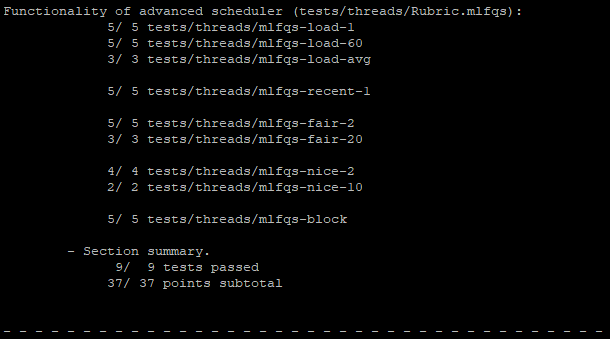 Functionality of advanced scheduler (tests/threads/Rubric.mlfqs):
5/ 5 tests/threads/mlfqs-load-1
5/ 5 tests/threads/mlfqs-load-60
3/ 3 tests/threads/mlfqs-load-avg
5/ 5 tests/threads/mlfqs-recent-1
5/ 5 tests/threads/mlfqs-fair-2
3/ 3 tests/threads/mlfqs-fair-20
4/ 4 tests/threads/mlfqs-nice-2
2/ 2 tests/threads/mlfqs-nice-10
5/ 5 tests/threads/mlfqs-block
- Section summary.
9/  9 tests passed
37/ 37 points subtotal
- - - - - - - - - - - - - - - - - - - - - - - - - - - - - - - - - - - - - -